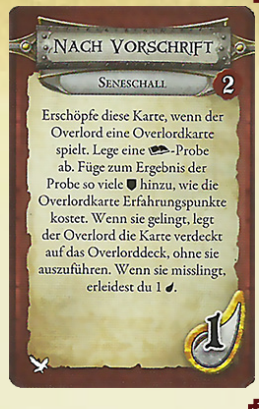 Nach Vorschrift
Seneschall
2
Erschöpfe diese Karte, wenn der
Overlord eine Overlordkarte
spielt. Lege eine -Probe
ab. Füge zum Ergebnis der
Probe so viele hinzu, wie die
Overlordkarte Erfahrungspunkte
kostet. Wenn sie gelingt, legt
der Overlord die Karte verdeckt
auf das Overlorddeck, ohne sie
auszuführen. Wenn sie misslingt,
erleidest du 1 .
1